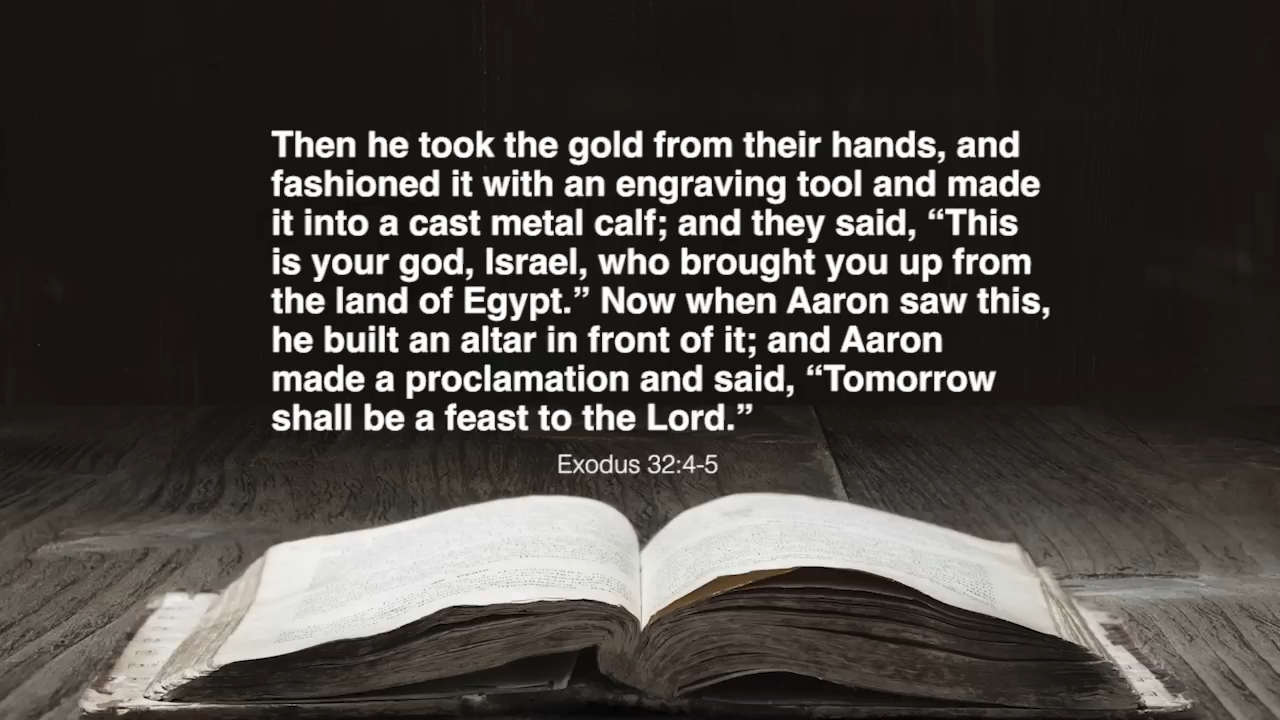 Then he took the gold from their hands, and
fashioned it with an engraving tool and made
it into a cast metal calf; and they said, “This
is your god, Israel, who brought you up from
the land of Egypt.” Now when Aaron saw this,
he built an altar in front of it; and Aaron
made a proclamation and said, “Tomorrow
shall be a feast to the Lord.”
Exodus 32:4-5